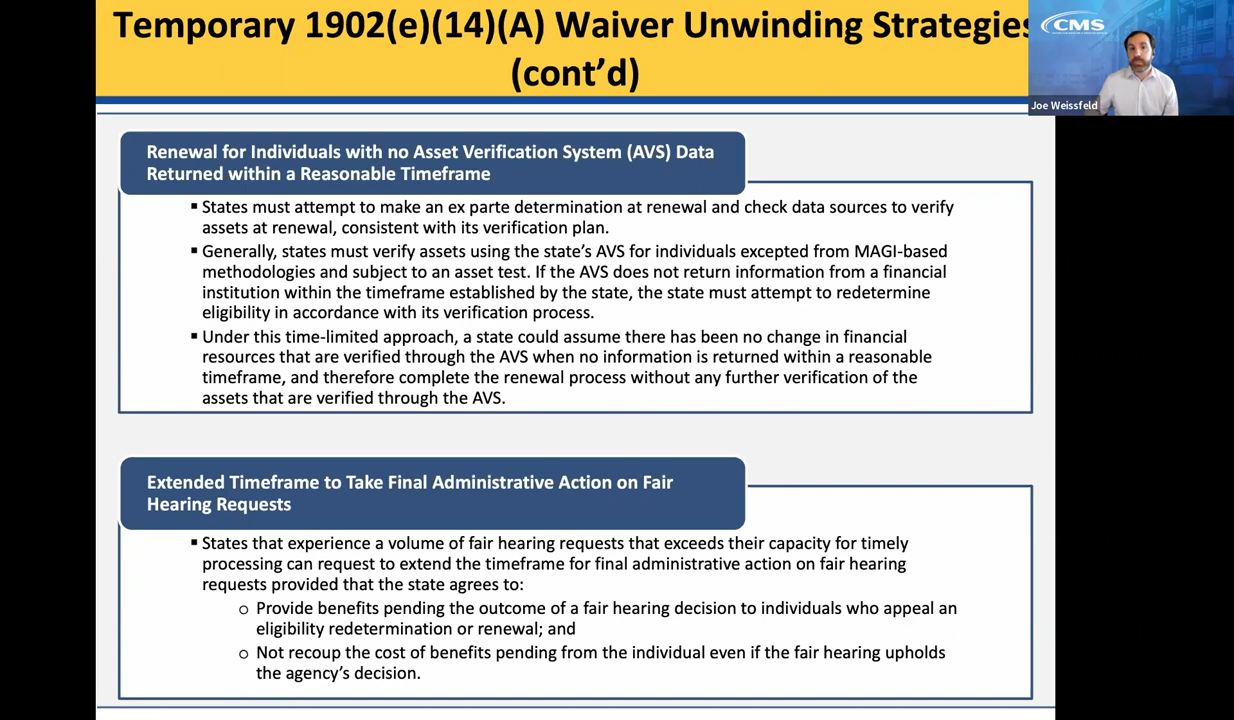 Temporary 1902(e)(14)(A) Waiver Unwinding Strategies
(cont’d)
CMS
Joe Weissfeld
Renewal for Individuals with no Asset Verification System (AVS) Data
Returned within a Reasonable Timeframe
▪ States must attempt to make an ex parte determination at renewal and check data sources to verify
assets at renewal, consistent with its verification plan.
▪ Generally, states must verify assets using the state’s AVS for individuals excepted from MAGI-based
methodologies and subject to an asset test. If the AVS does not return information from a financial
institution within the timeframe established by the state, the state must attempt to redetermine
eligibility in accordance with its verification process.
▪ Under this time-limited approach, a state could assume there has been no change in financial
resources that are verified through the AVS when no information is returned within a reasonable
timeframe, and therefore complete the renewal process without any further verification of the
assets that are verified through the AVS.
Extended Timeframe to Take Final Administrative Action on Fair
Hearing Requests
▪ States that experience a volume of fair hearing requests that exceeds their capacity for timely
processing can request to extend the timeframe for final administrative action on fair hearing
requests provided that the state agrees to:
o Provide benefits pending the outcome of a fair hearing decision to individuals who appeal an
eligibility redetermination or renewal; and
o Not recoup the cost of benefits pending from the individual even if the fair hearing upholds
the agency’s decision.